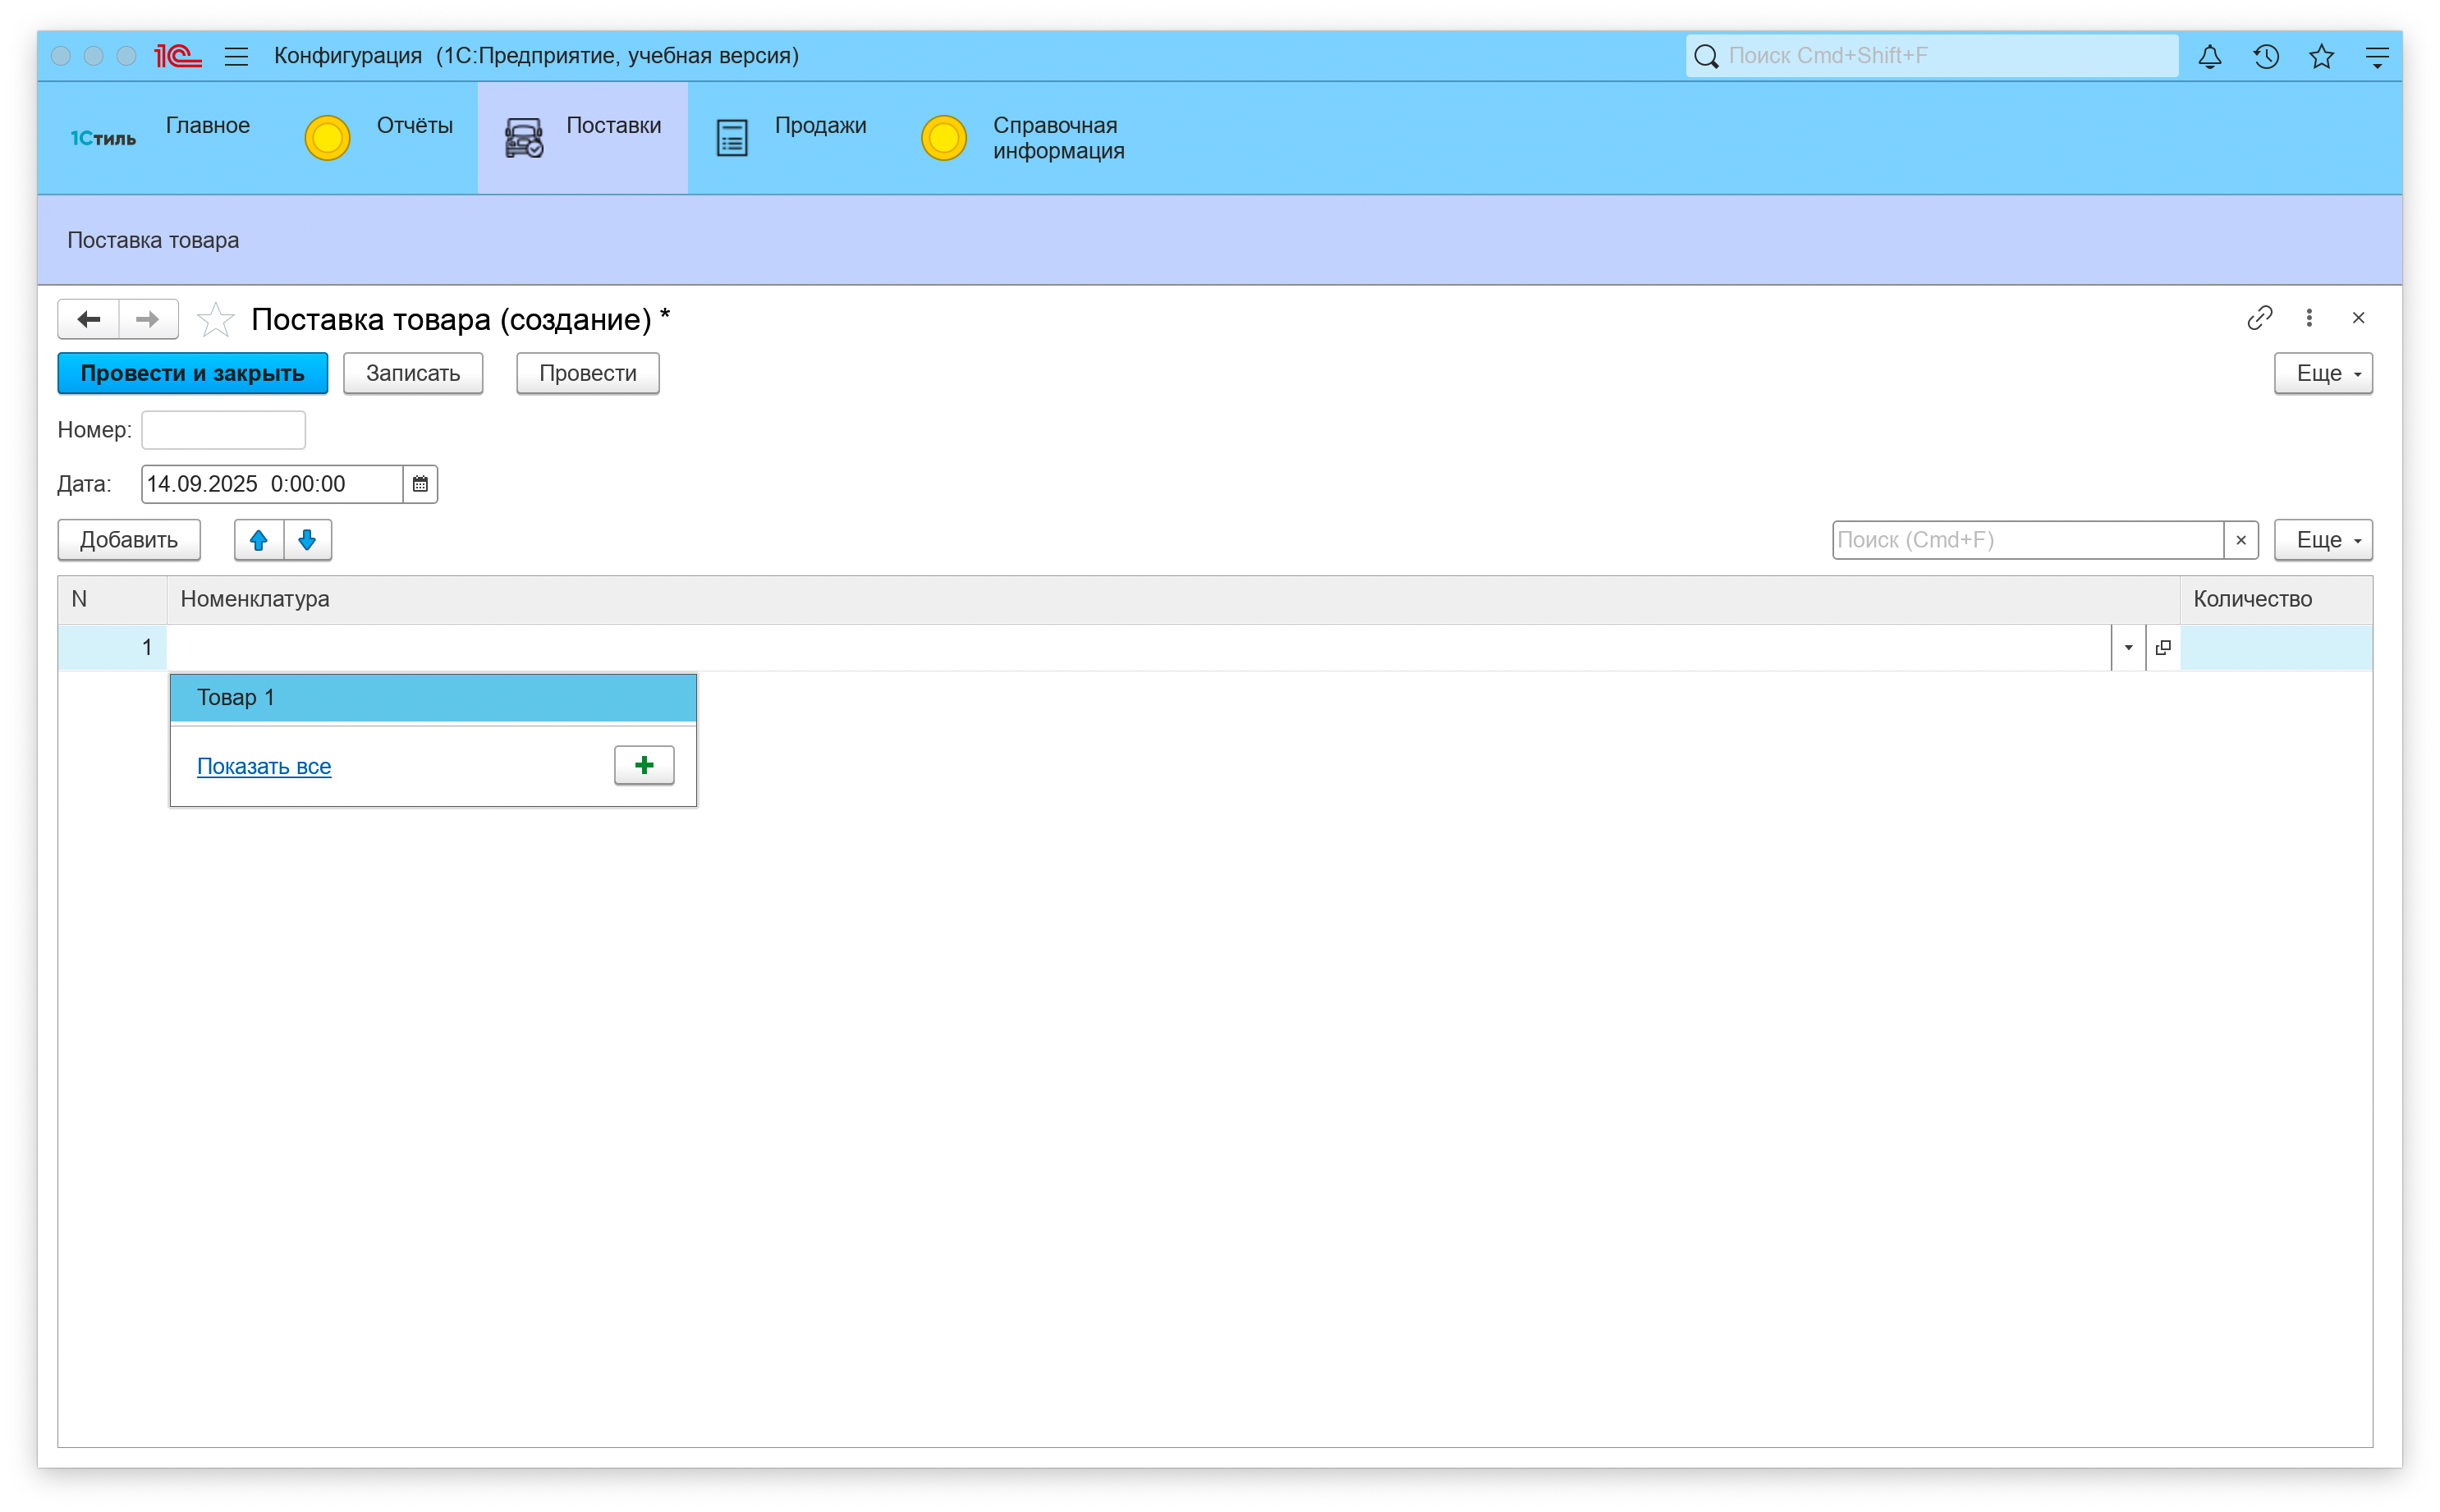 1С Конфигурация (1С:Предприятие, учебная версия) Поиск Cmd+Shift+F
1Стиль Главное Отчёты Поставки Продажи Справочная
информация
Поставка товара
Поставка товара (создание) *
Провести и закрыть Записать Провести Еще
Номер:
Дата: 14.09.2025 0:00:00
Добавить Поиск (Cmd+F) × Еще
N Номенклатура Количество
1
Товар 1
Показать все